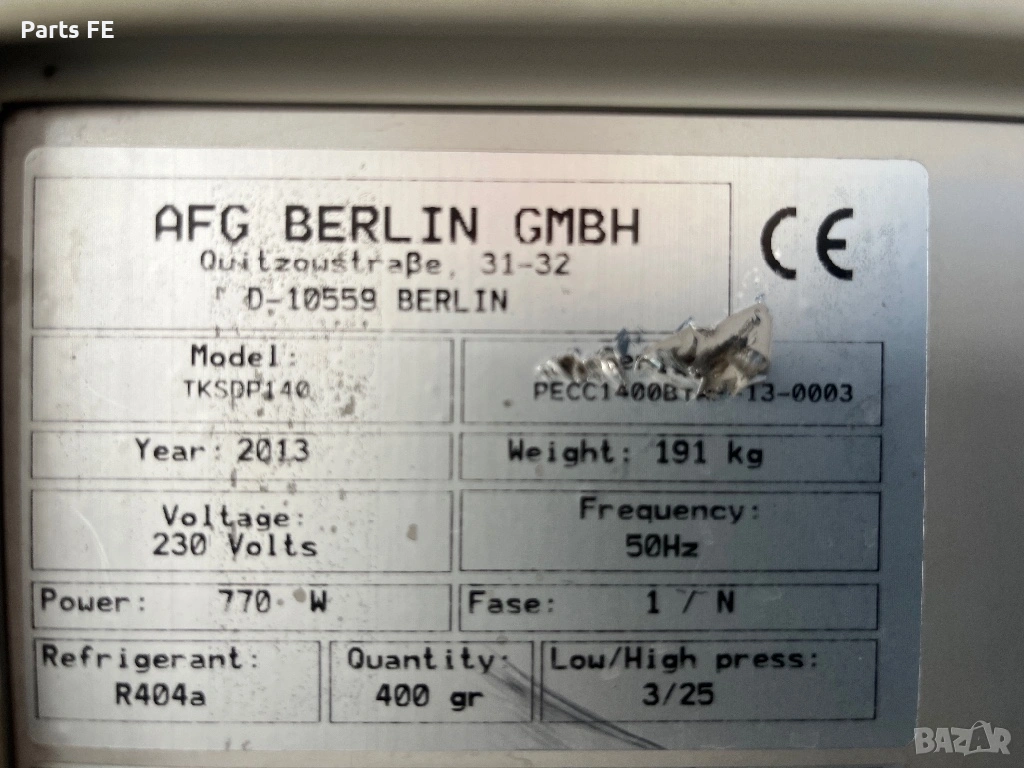 Parts FE
AFG BERLIN GMBH
Quitzowstraße, 31-32
D-10559 BERLIN
CE
Model:
TKSDP140
13-0003
Year: 2013
Weight: 191 kg
Voltage:
230 Volts
Frequency:
50Hz
Power: 770 W
Fase: 1 / N
Refrigerant:
R404a
Quantity:
400 gr
Low/High press:
3/25
BAZAR